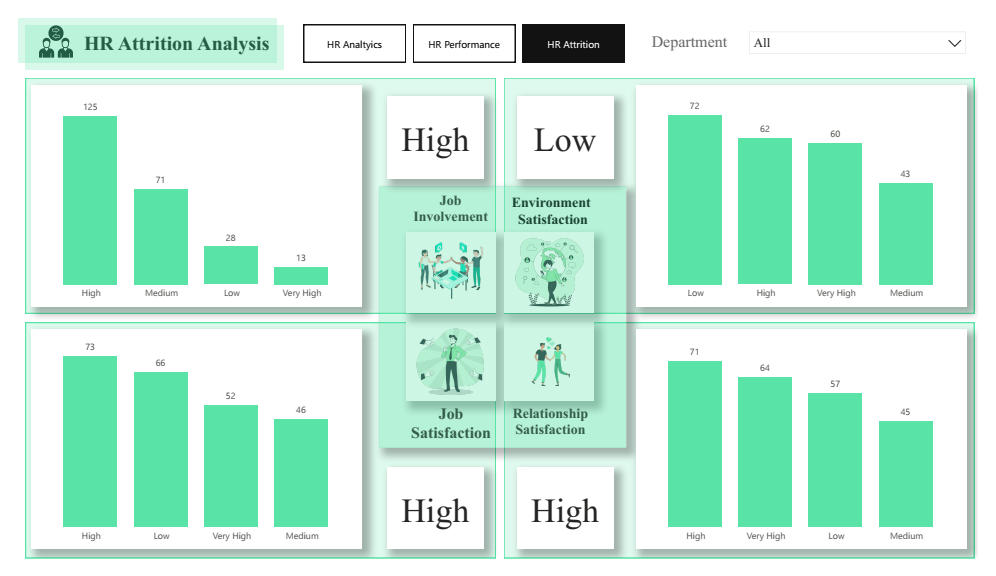 HR Attrition Analysis
HR Analtyics
HR Performance
HR Attrition
Department
All
125
71
28
13
High
Medium
Low
Very High
High
Job
Involvement
Low
Environment
Satisfaction
72
62
60
43
Low
High
Very High
Medium
73
66
52
46
High
Low
Very High
Medium
Job
Satisfaction
High
Relationship
Satisfaction
High
71
64
57
45
High
Very High
Low
Medium